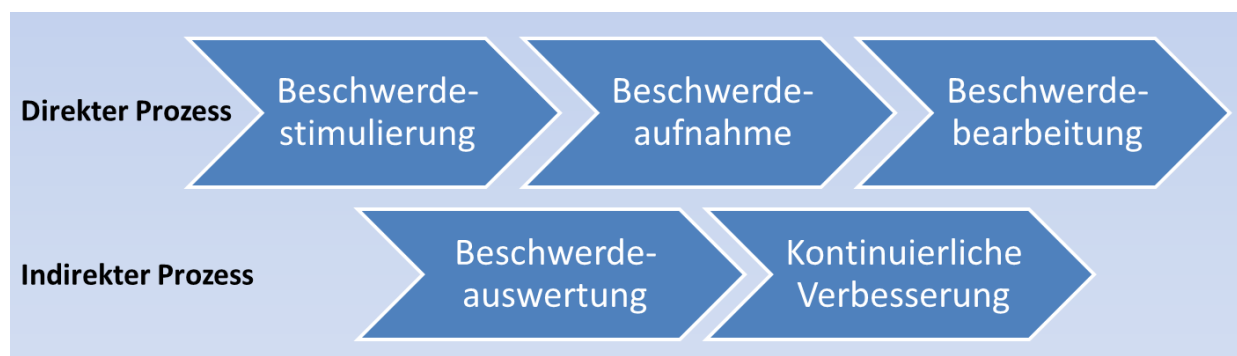 Direkter Prozess
Beschwerde-
stimulierung
Beschwerde-
aufnahme
Beschwerde-
bearbeitung
Indirekter Prozess
Beschwerde-
auswertung
Kontinuierliche
Verbesserung